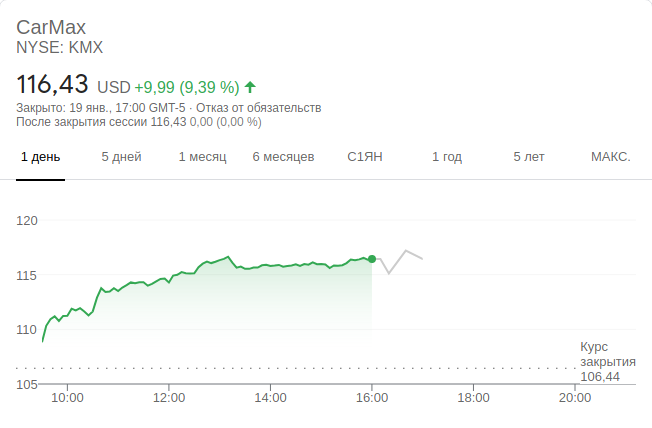 CarMax
NYSE: KMX
116,43 USD +9,99 (9,39 %)
Закрыто: 19 янв., 17:00 GMT-5 · Отказ от обязательств
После закрытия сессии 116,43 0,00 (0,00 %)
1 день 5 дней 1 месяц 6 месяцев С1ЯН 1 год 5 лет МАКС.
120
115
110
Курс
закрытия
106,44
105
10:00 12:00 14:00 16:00 18:00 20:00